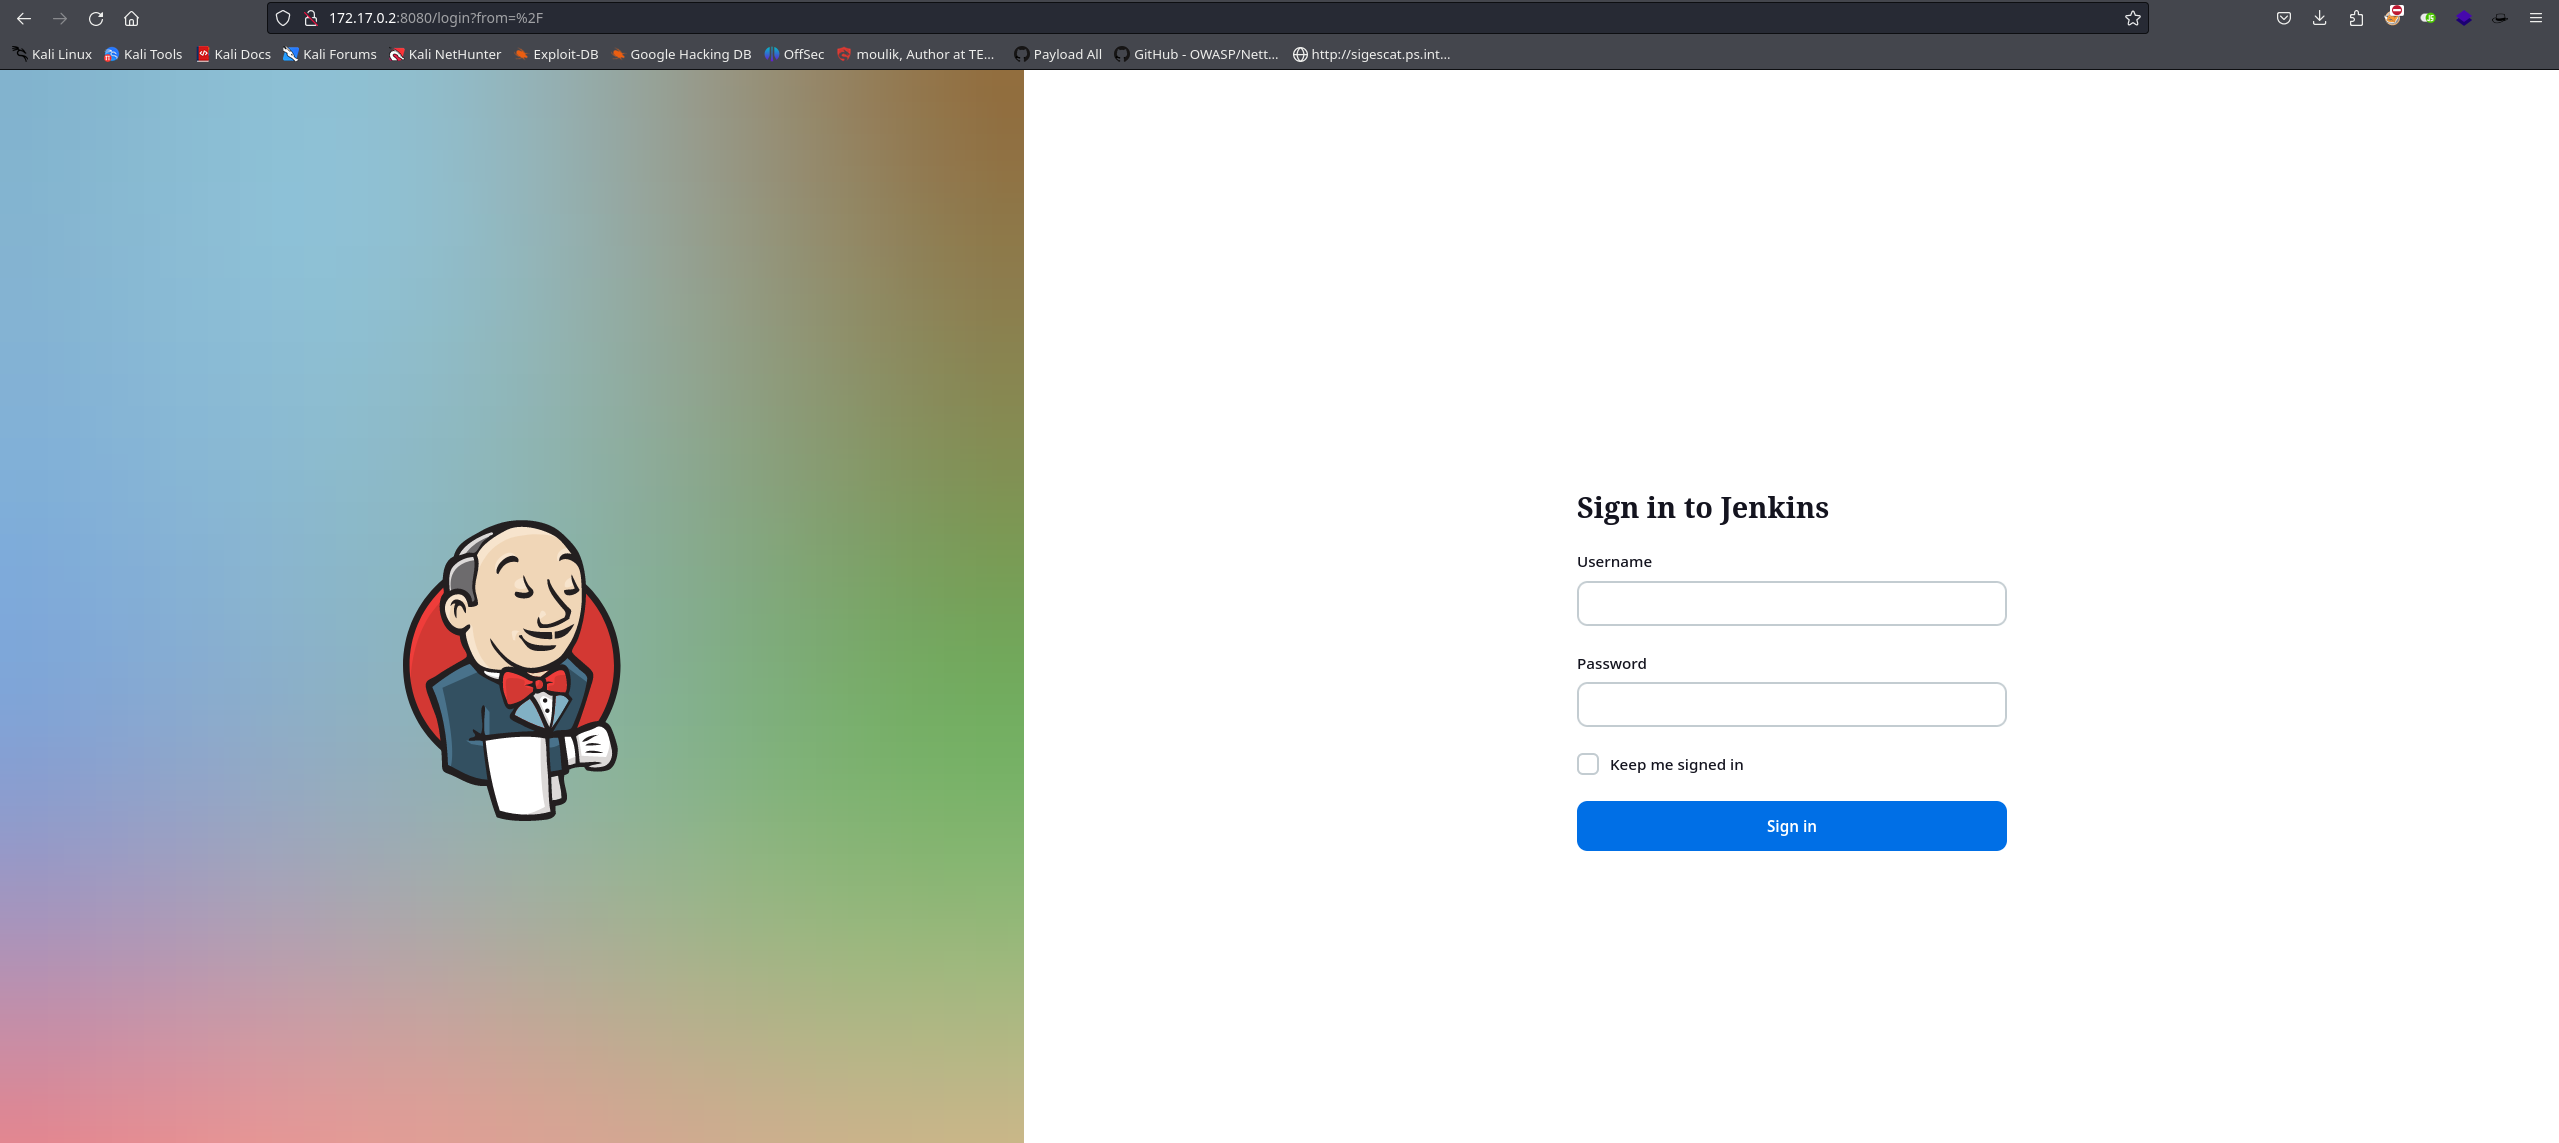 172.17.0.2:8080/login?from=%2F
Kali Linux Kali Tools Kali Docs Kali Forums Kali NetHunter Exploit-DB Google Hacking DB OffSec moulik, Author at TE... Payload All GitHub - OWASP/Nett... http://sigescat.ps.int...
Sign in to Jenkins
Username
Password
Keep me signed in
Sign in